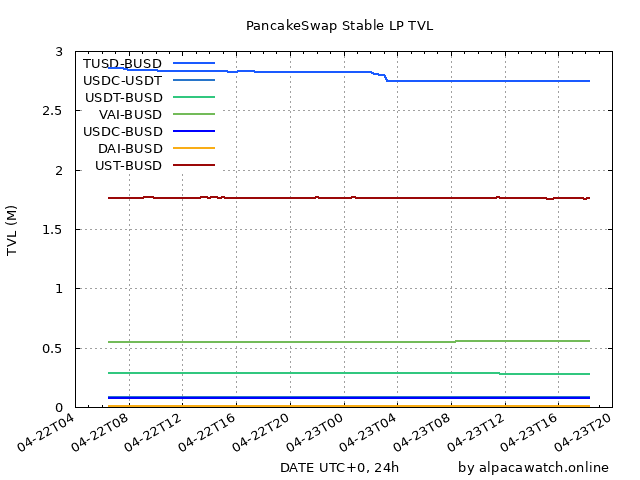 PancakeSwap Stable LP TVL
3
2.5
2
1.5
1
0.5
0
TVL (M)
TUSD-BUSD
USDC-USDT
USDT-BUSD
VAI-BUSD
USDC-BUSD
DAI-BUSD
UST-BUSD
04-22T04
04-22T08
04-22T12
04-22T16
04-22T20
04-23T00
04-23T04
04-23T08
04-23T12
04-23T16
04-23T20
DATE UTC+0, 24h
by alpacawatch.online